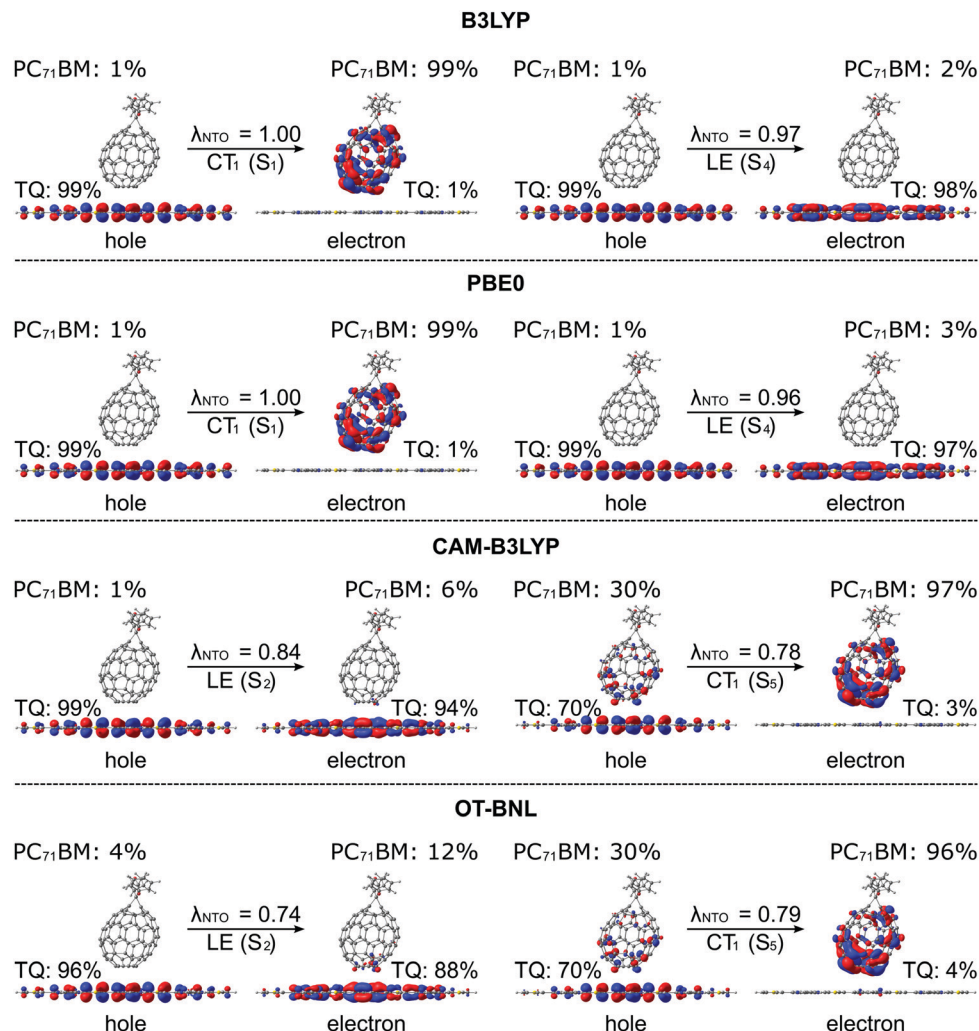 B3LYP
PC₇₁BM: 1% PC₇₁BM: 99% PC₇₁BM: 1% PC₇₁BM: 2%
λNTO = 1.00 λNTO = 0.97
CT₁ (S₁) LE (S₄)
TQ: 99% TQ: 1% TQ: 99% TQ: 98%
hole electron hole electron
PBE0
PC₇₁BM: 1% PC₇₁BM: 99% PC₇₁BM: 1% PC₇₁BM: 3%
λNTO = 1.00 λNTO = 0.96
CT₁ (S₁) LE (S₄)
TQ: 99% TQ: 1% TQ: 99% TQ: 97%
hole electron hole electron
CAM-B3LYP
PC₇₁BM: 1% PC₇₁BM: 6% PC₇₁BM: 30% PC₇₁BM: 97%
λNTO = 0.84 λNTO = 0.78
LE (S₂) CT₁ (S₅)
TQ: 99% TQ: 94% TQ: 70% TQ: 3%
hole electron hole electron
OT-BNL
PC₇₁BM: 4% PC₇₁BM: 12% PC₇₁BM: 30% PC₇₁BM: 96%
λNTO = 0.74 λNTO = 0.79
LE (S₂) CT₁ (S₅)
TQ: 96% TQ: 88% TQ: 70% TQ: 4%
hole electron hole electron